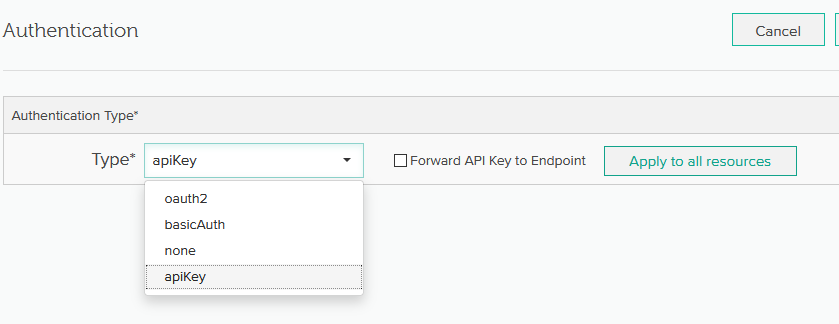 Authentication
Cancel
Authentication Type*
Type* apiKey Forward API Key to Endpoint Apply to all resources
oauth2
basicAuth
none
apiKey